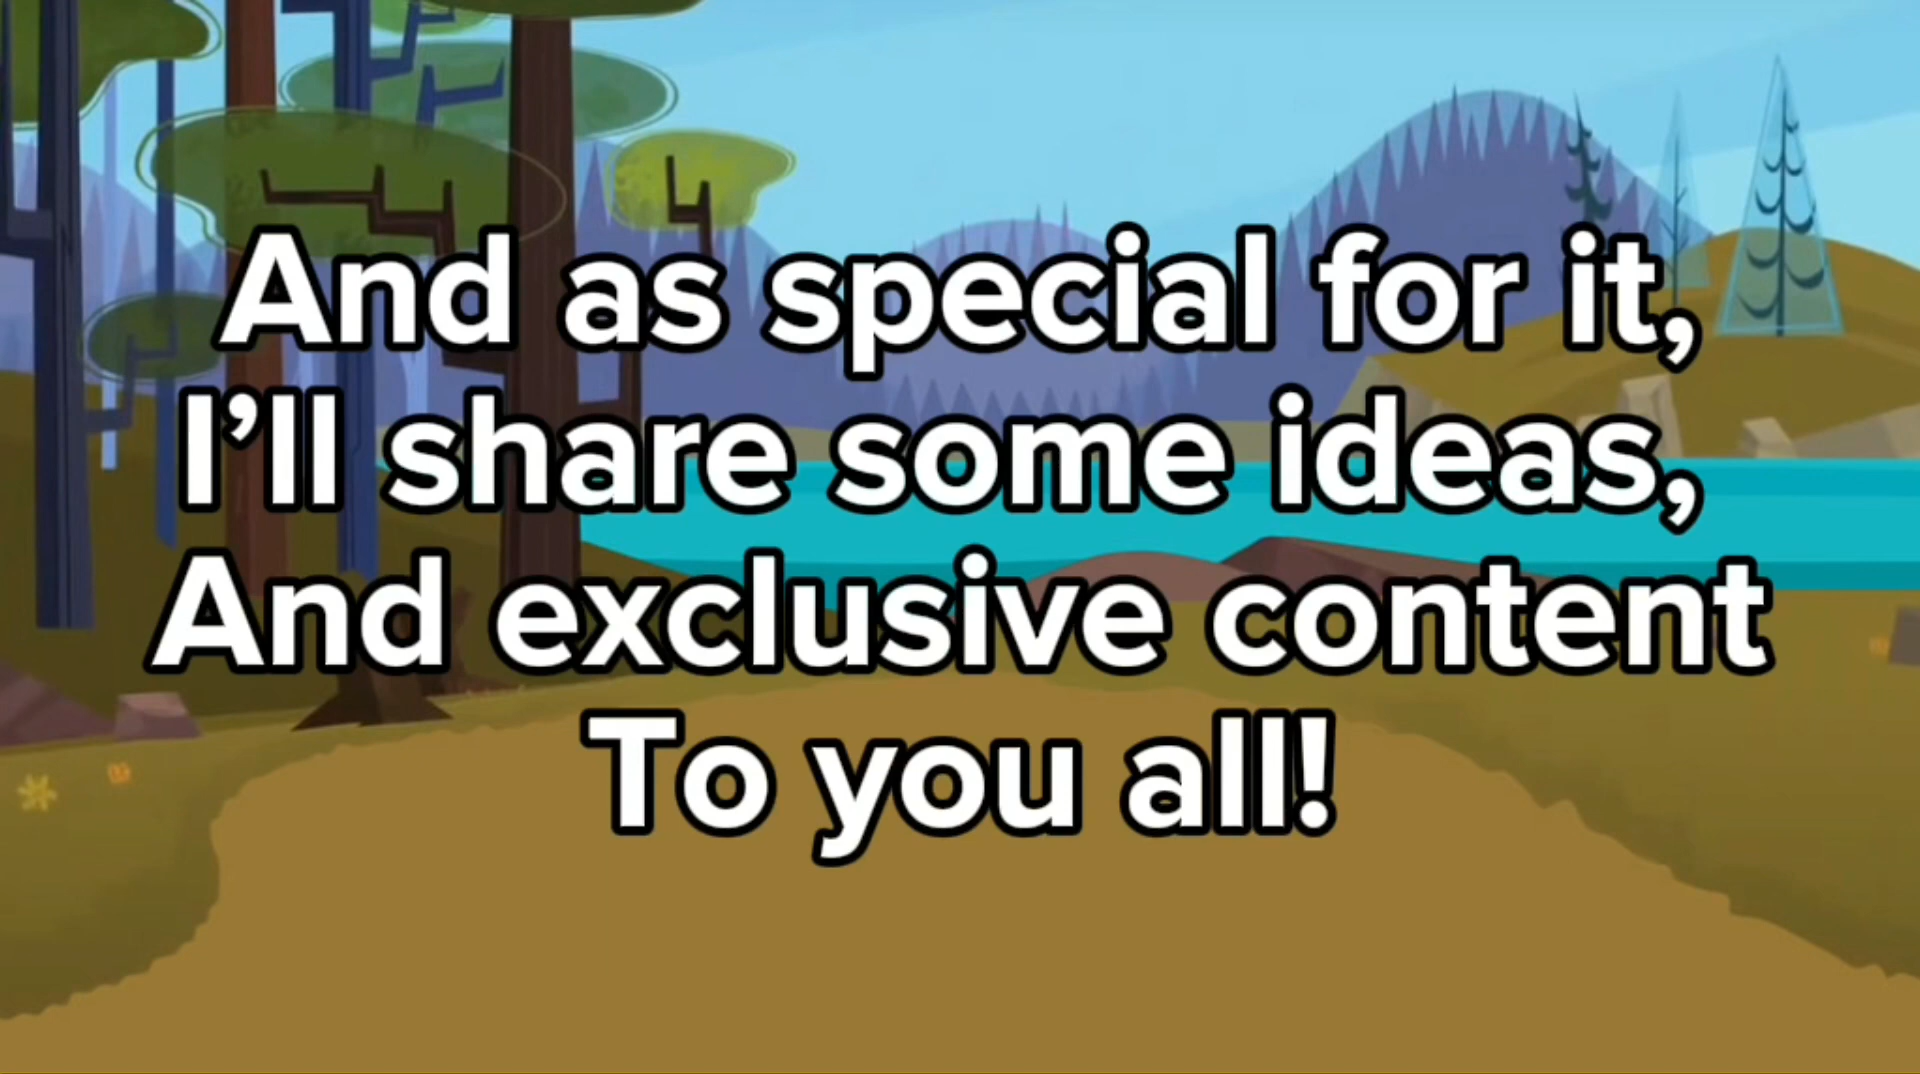 And as special for it,
I’ll share some ideas,
And exclusive content
To you all!